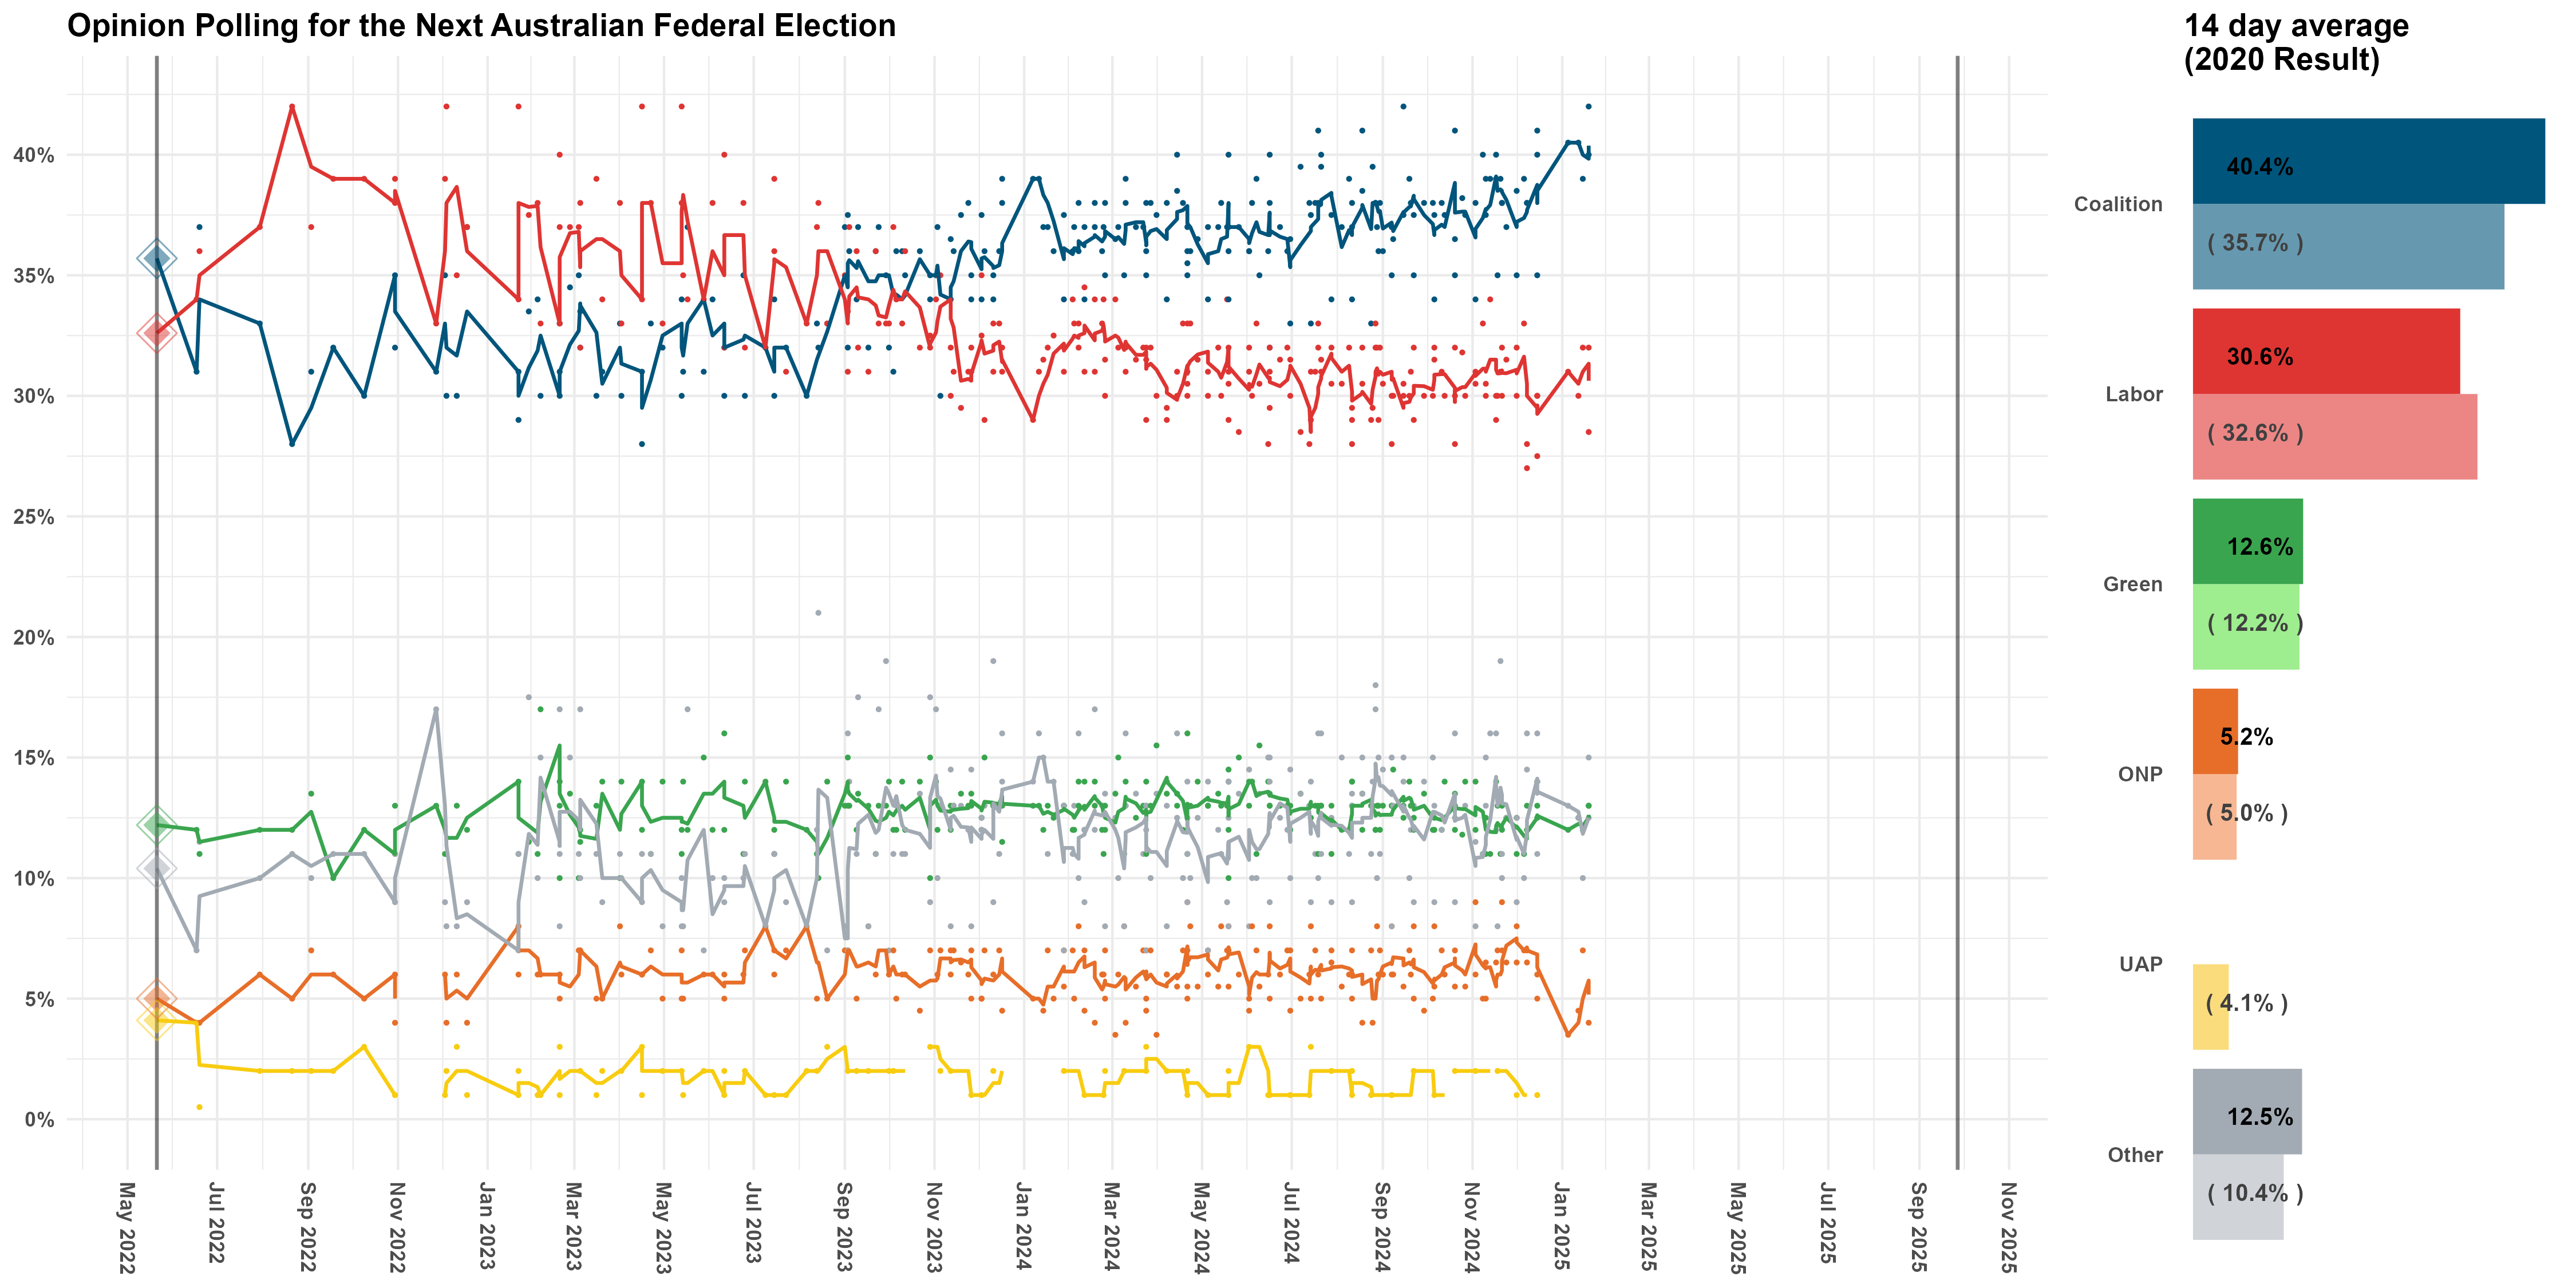 Opinion Polling for the Next Australian Federal Election
14 day average
(2020 Result)
40%
35%
30%
25%
20%
15%
10%
5%
0%
May 2022
Jul 2022
Sep 2022
Nov 2022
Jan 2023
Mar 2023
May 2023
Jul 2023
Sep 2023
Nov 2023
Jan 2024
Mar 2024
May 2024
Jul 2024
Sep 2024
Nov 2024
Jan 2025
Mar 2025
May 2025
Jul 2025
Sep 2025
Nov 2025
Coalition
40.4%
( 35.7% )
Labor
30.6%
( 32.6% )
Green
12.6%
( 12.2% )
ONP
5.2%
( 5.0% )
UAP
( 4.1% )
Other
12.5%
( 10.4% )